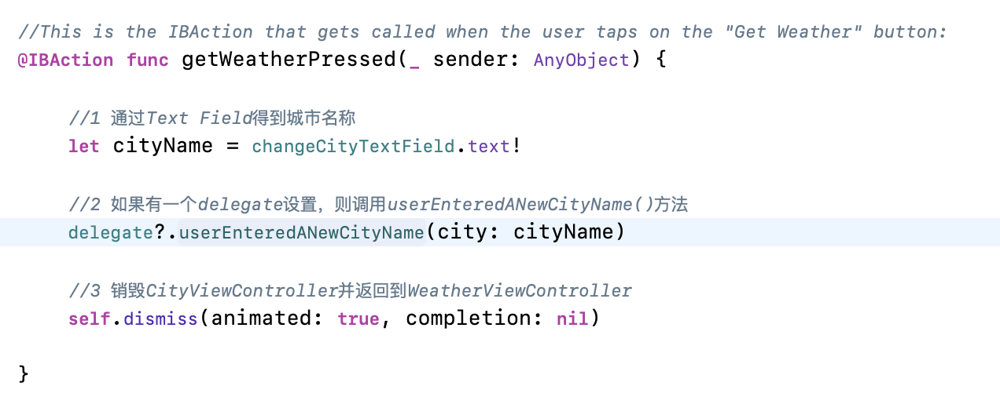 //This is the IBAction that gets called when the user taps on the "Get Weather" button:
@IBAction func getWeatherPressed(_ sender: AnyObject) {
//1 通过Text Field得到城市名称
let cityName = changeCityTextField.text!
//2 如果有一个delegate设置，则调用userEnteredANewCityName()方法
delegate?.userEnteredANewCityName(city: cityName)
//3 销毁CityViewController并返回到WeatherViewController
self.dismiss(animated: true, completion: nil)
}